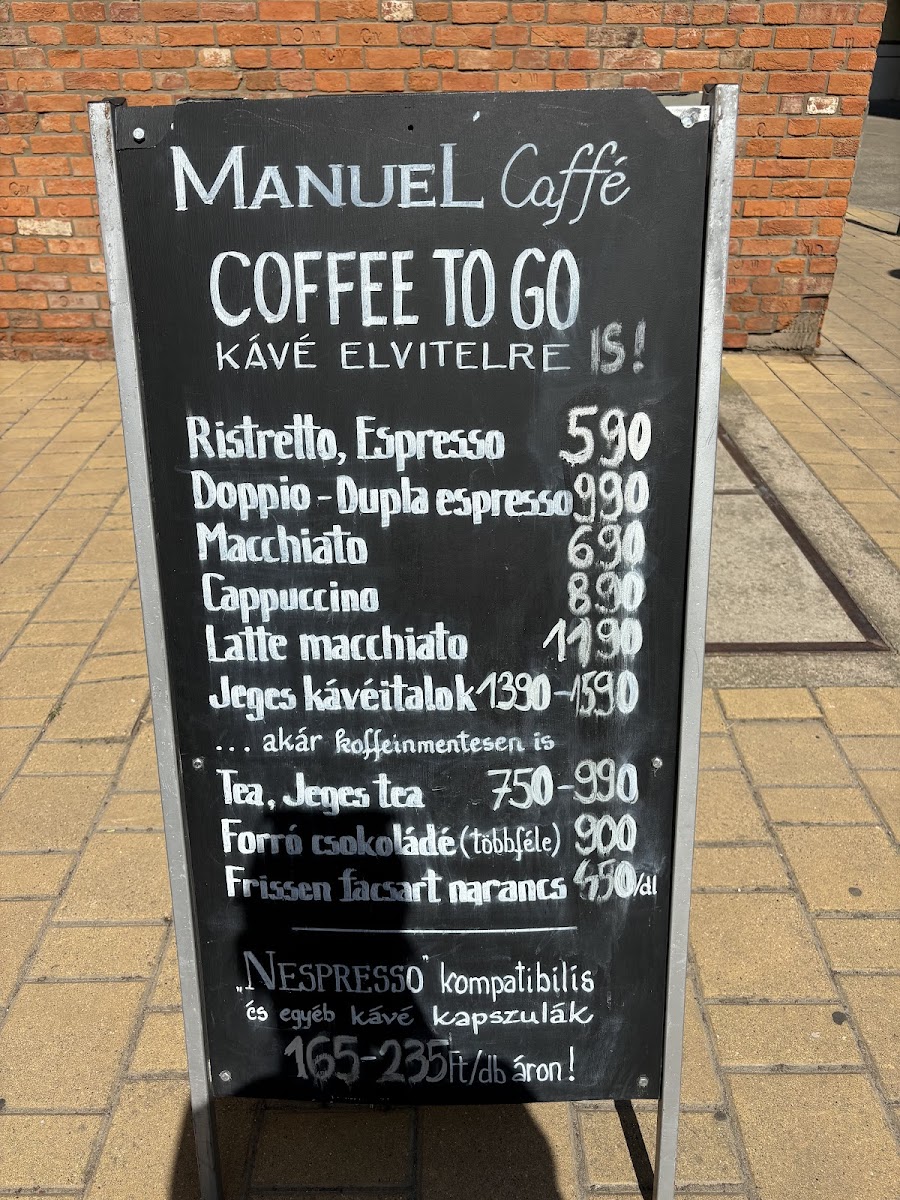 MANUEL Caffé
COFFEE TO GO
KÁVÉ ELVITELRE IS!
Ristretto, Espresso 590
Doppio - Dupla espresso 990
Macchiato 690
Cappuccino 890
Latte macchiato 1190
Jeges kávéitalok 1390-1590
... akár koffeinmentesen is
Tea, Jeges tea 750-990
Forró csokoládé (többféle) 900
Frissen facsart narancs 450/dl
„NESPRESSO" kompatibilis
és egyéb kávé kapszulák
165-235Ft/db áron!